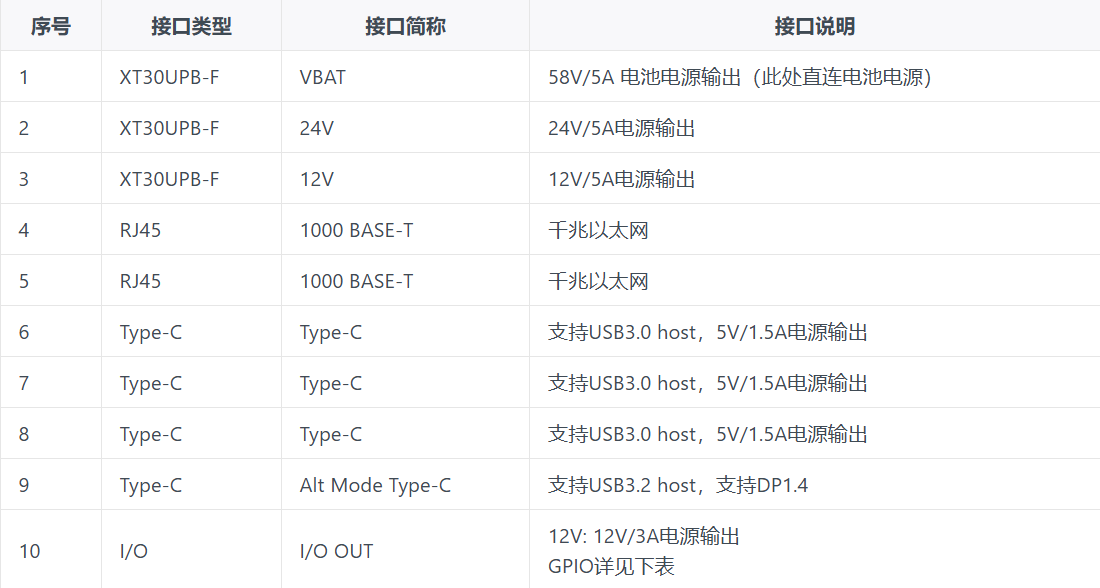 序号 接口类型 接口简称 接口说明
1 XT30UPB-F VBAT 58V/5A 电池电源输出（此处直连电池电源）
2 XT30UPB-F 24V 24V/5A电源输出
3 XT30UPB-F 12V 12V/5A电源输出
4 RJ45 1000 BASE-T 千兆以太网
5 RJ45 1000 BASE-T 千兆以太网
6 Type-C Type-C 支持USB3.0 host，5V/1.5A电源输出
7 Type-C Type-C 支持USB3.0 host，5V/1.5A电源输出
8 Type-C Type-C 支持USB3.0 host，5V/1.5A电源输出
9 Type-C Alt Mode Type-C 支持USB3.2 host，支持DP1.4
10 I/O I/O OUT 12V: 12V/3A电源输出
GPIO详见下表